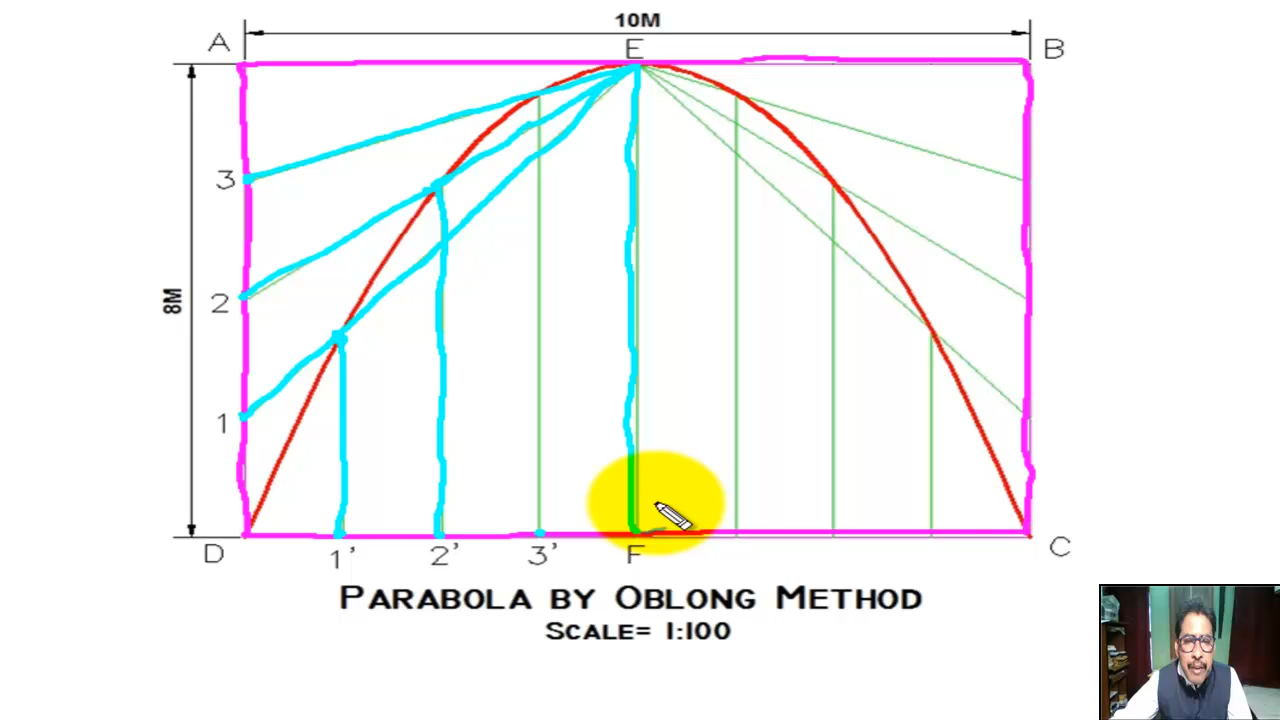 10M
A
E
B
3
8M
2
1
D
1'
2'
3'
F
C
PARABOLA BY OBLONG METHOD
SCALE= 1:100